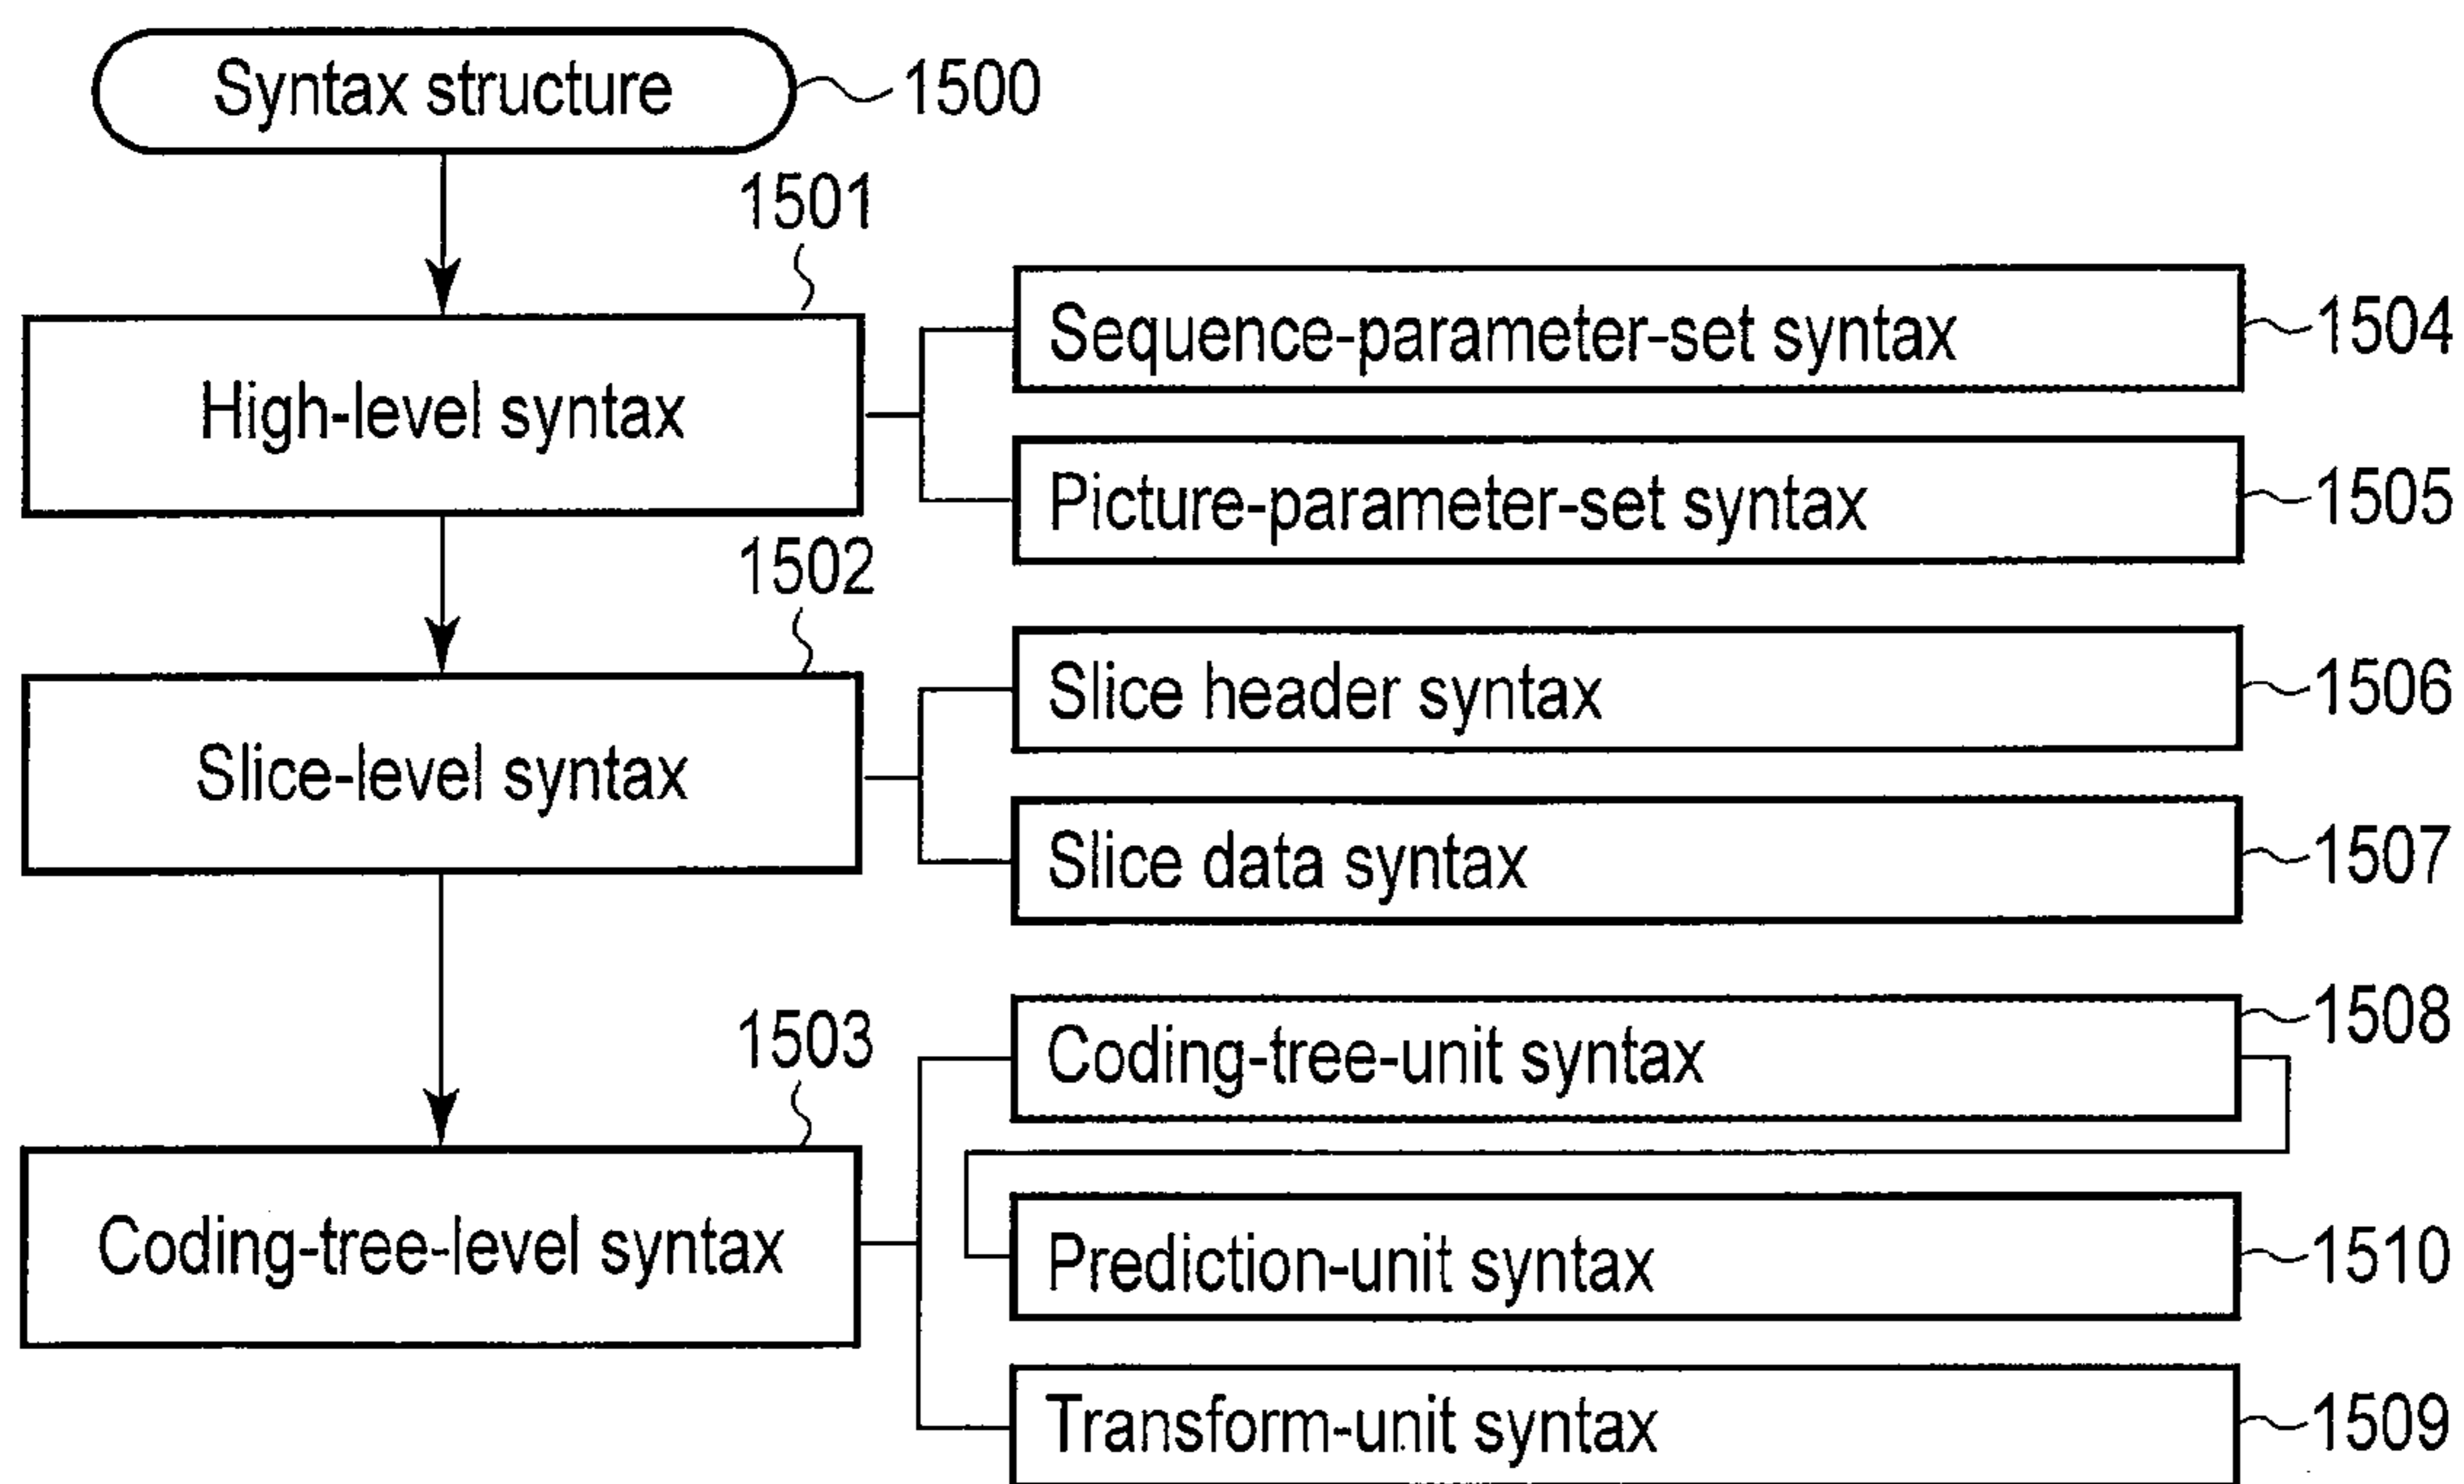 Syntax structure
1500
1501
High-level syntax
Sequence-parameter-set syntax
1504
Picture-parameter-set syntax
1505
1502
Slice-level syntax
Slice header syntax
1506
Slice data syntax
1507
1503
Coding-tree-level syntax
Coding-tree-unit syntax
1508
Prediction-unit syntax
1510
Transform-unit syntax
1509